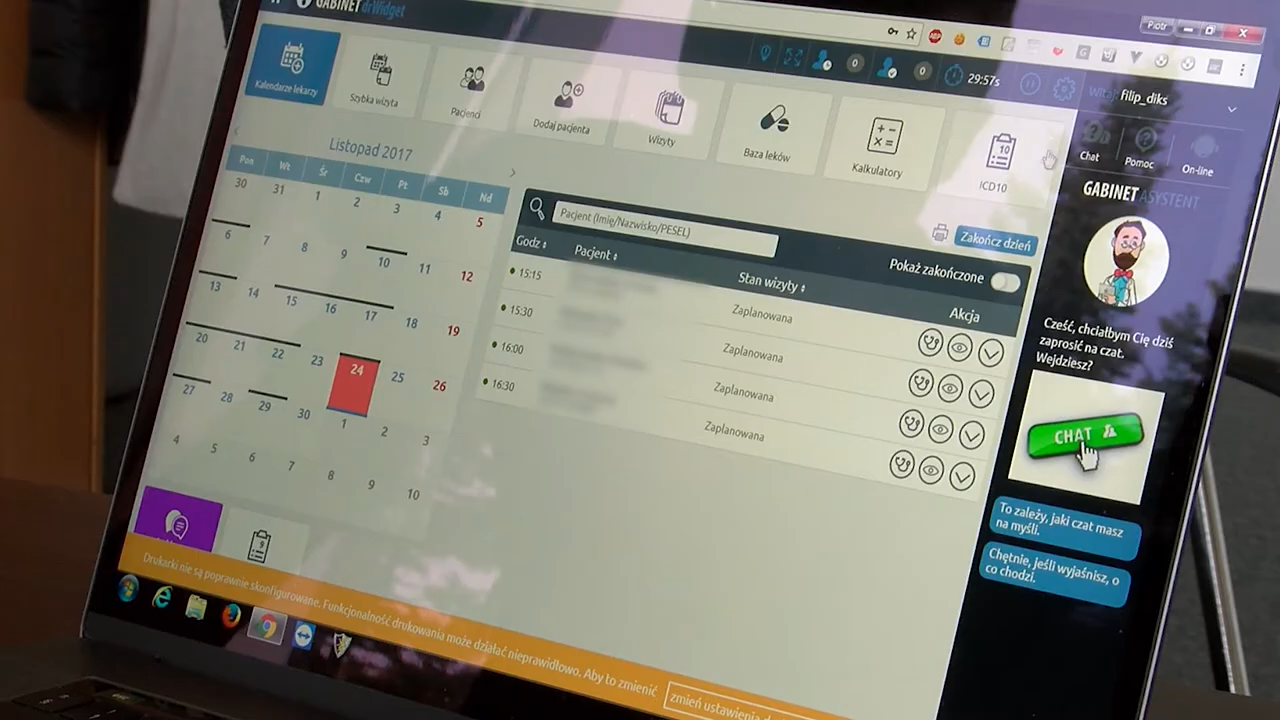 GABINET drWidget
Piotr
0
0
29:57s
Witaj filip_diks
Kalendarze lekarzy
Szybka wizyta
Pacjenci
Dodaj pacjenta
Wizyty
Baza leków
Kalkulatory
10
ICD10
Chat
Pomoc
On-line
GABINET ASYSTENT
Listopad 2017
Pon Wt Śr Czw Pt Sb Nd
30 31 1 2 3 4 5
6 7 8 9 10 11 12
13 14 15 16 17 18 19
20 21 22 23 24 25 26
27 28 29 30 1 2 3
4 5 6 7 8 9 10
Pacjent (Imię/Nazwisko/PESEL)
Zakończ dzień
Pokaż zakończone
Godz Pacjent Stan wizyty Akcja
15:15 Zaplanowana
15:30 Zaplanowana
16:00 Zaplanowana
16:30 Zaplanowana
Cześć, chciałbym Cię dziś
zaprosić na czat.
Wejdziesz?
CHAT
To zależy, jaki czat masz
na myśli.
Chętnie, jeśli wyjaśnisz, o
co chodzi.
9
Drukarki nie są poprawnie skonfigurowane. Funkcjonalność drukowania może działać nieprawidłowo. Aby to zmienić
zmień ustawienia